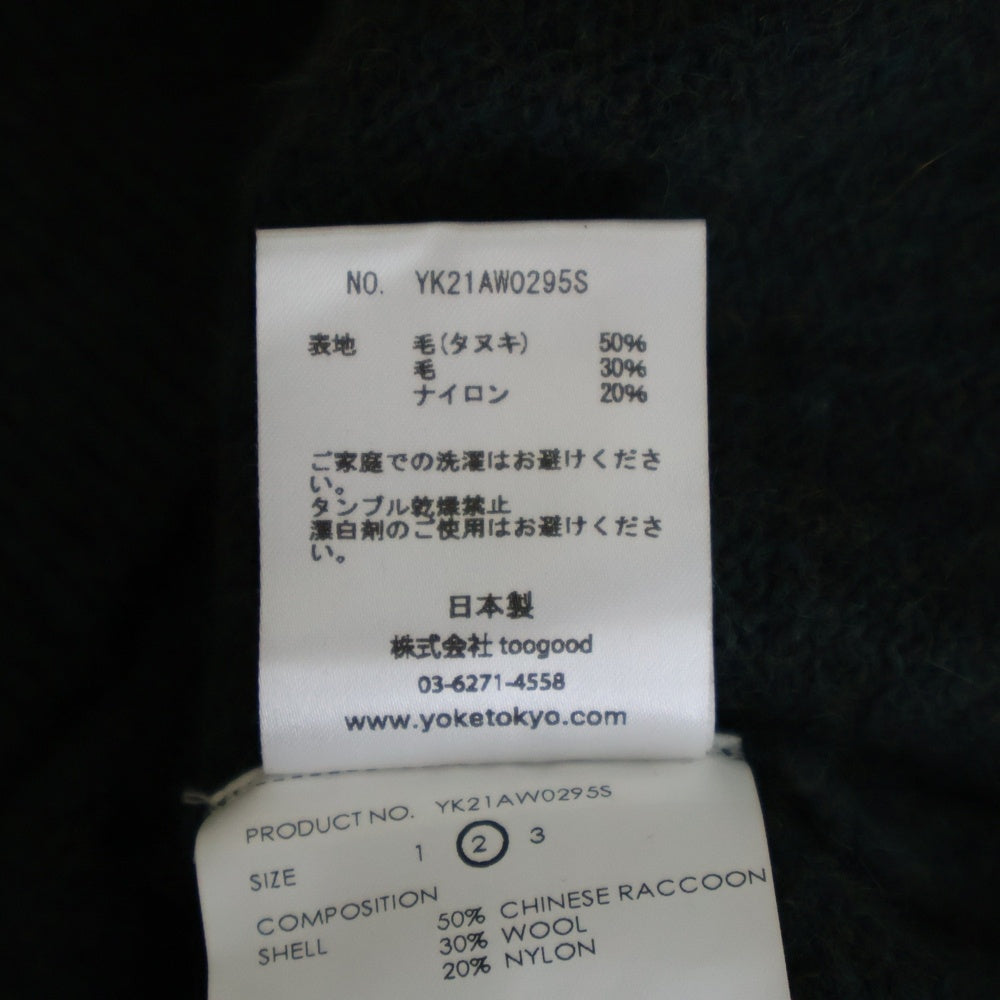 NO. YK21AW0295S
表地 毛(タヌキ) 50%
毛 30%
ナイロン 20%
ご家庭での洗濯はお避けくださ
い。
タンブル乾燥禁止
漂白剤のご使用はお避けくださ
い。
日本製
株式会社 toogood
03-6271-4558
www.yoketokyo.com
PRODUCT NO. YK21AW0295S
SIZE 1 2 3
COMPOSITION
SHELL 50% CHINESE RACCOON
30% WOOL
20% NYLON